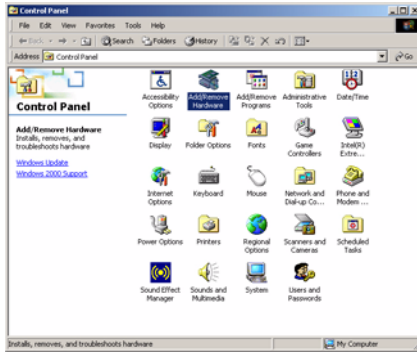 Control Panel
File Edit View Favorites Tools Help
Back Search Folders History
Address Control Panel Go
Control Panel
Add/Remove Hardware
Installs, removes, and
troubleshoots hardware
Windows Update
Windows 2000 Support
Accessibility Options
Add/Remove Hardware
Add/Remove Programs
Administrative Tools
Date/Time
Display
Folder Options
Fonts
Game Controllers
Intel(R) Extre...
Internet Options
Keyboard
Mouse
Network and Dial-up Co...
Phone and Modem ...
Power Options
Printers
Regional Options
Scanners and Cameras
Scheduled Tasks
Sound Effect Manager
Sounds and Multimedia
System
Users and Passwords
Installs, removes, and troubleshoots hardware
My Computer